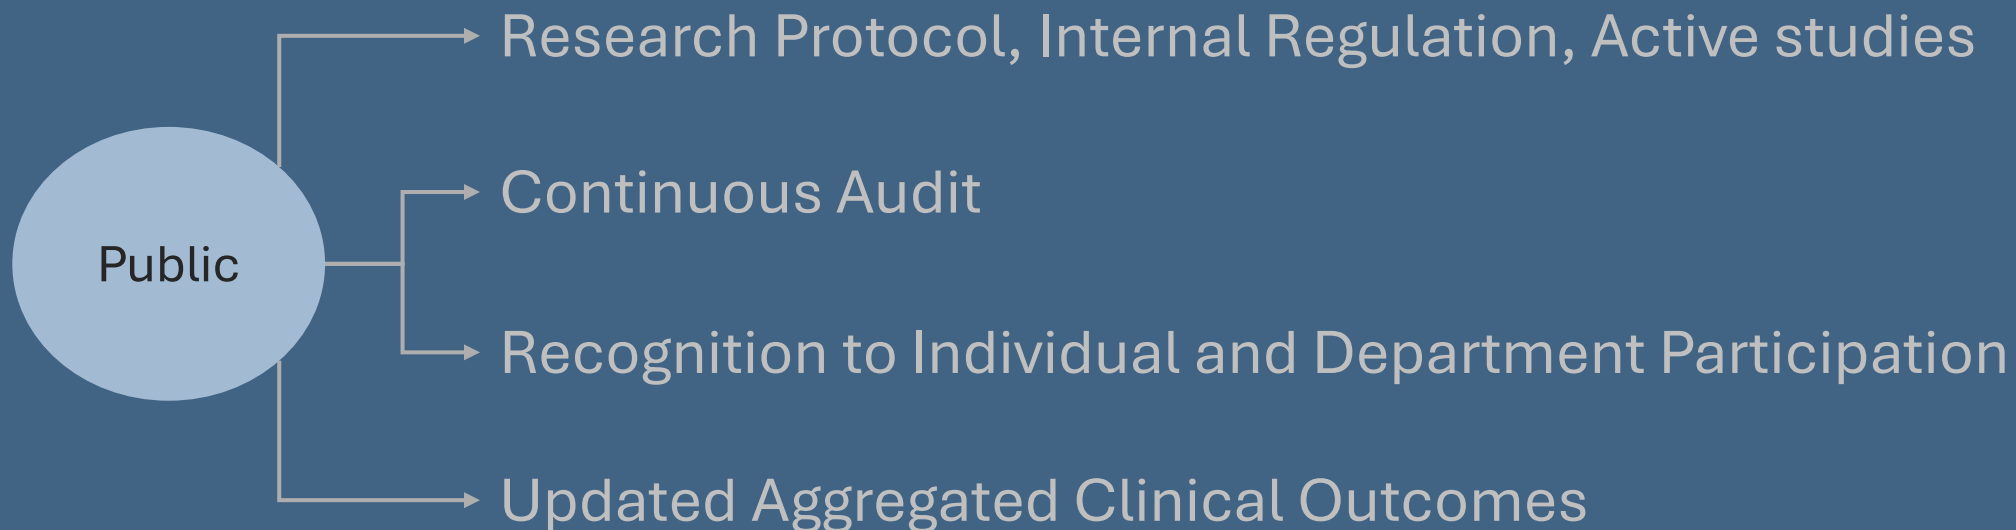 Research Protocol, Internal Regulation, Active studies
Continuous Audit
Public
Recognition to Individual and Department Participation
Updated Aggregated Clinical Outcomes